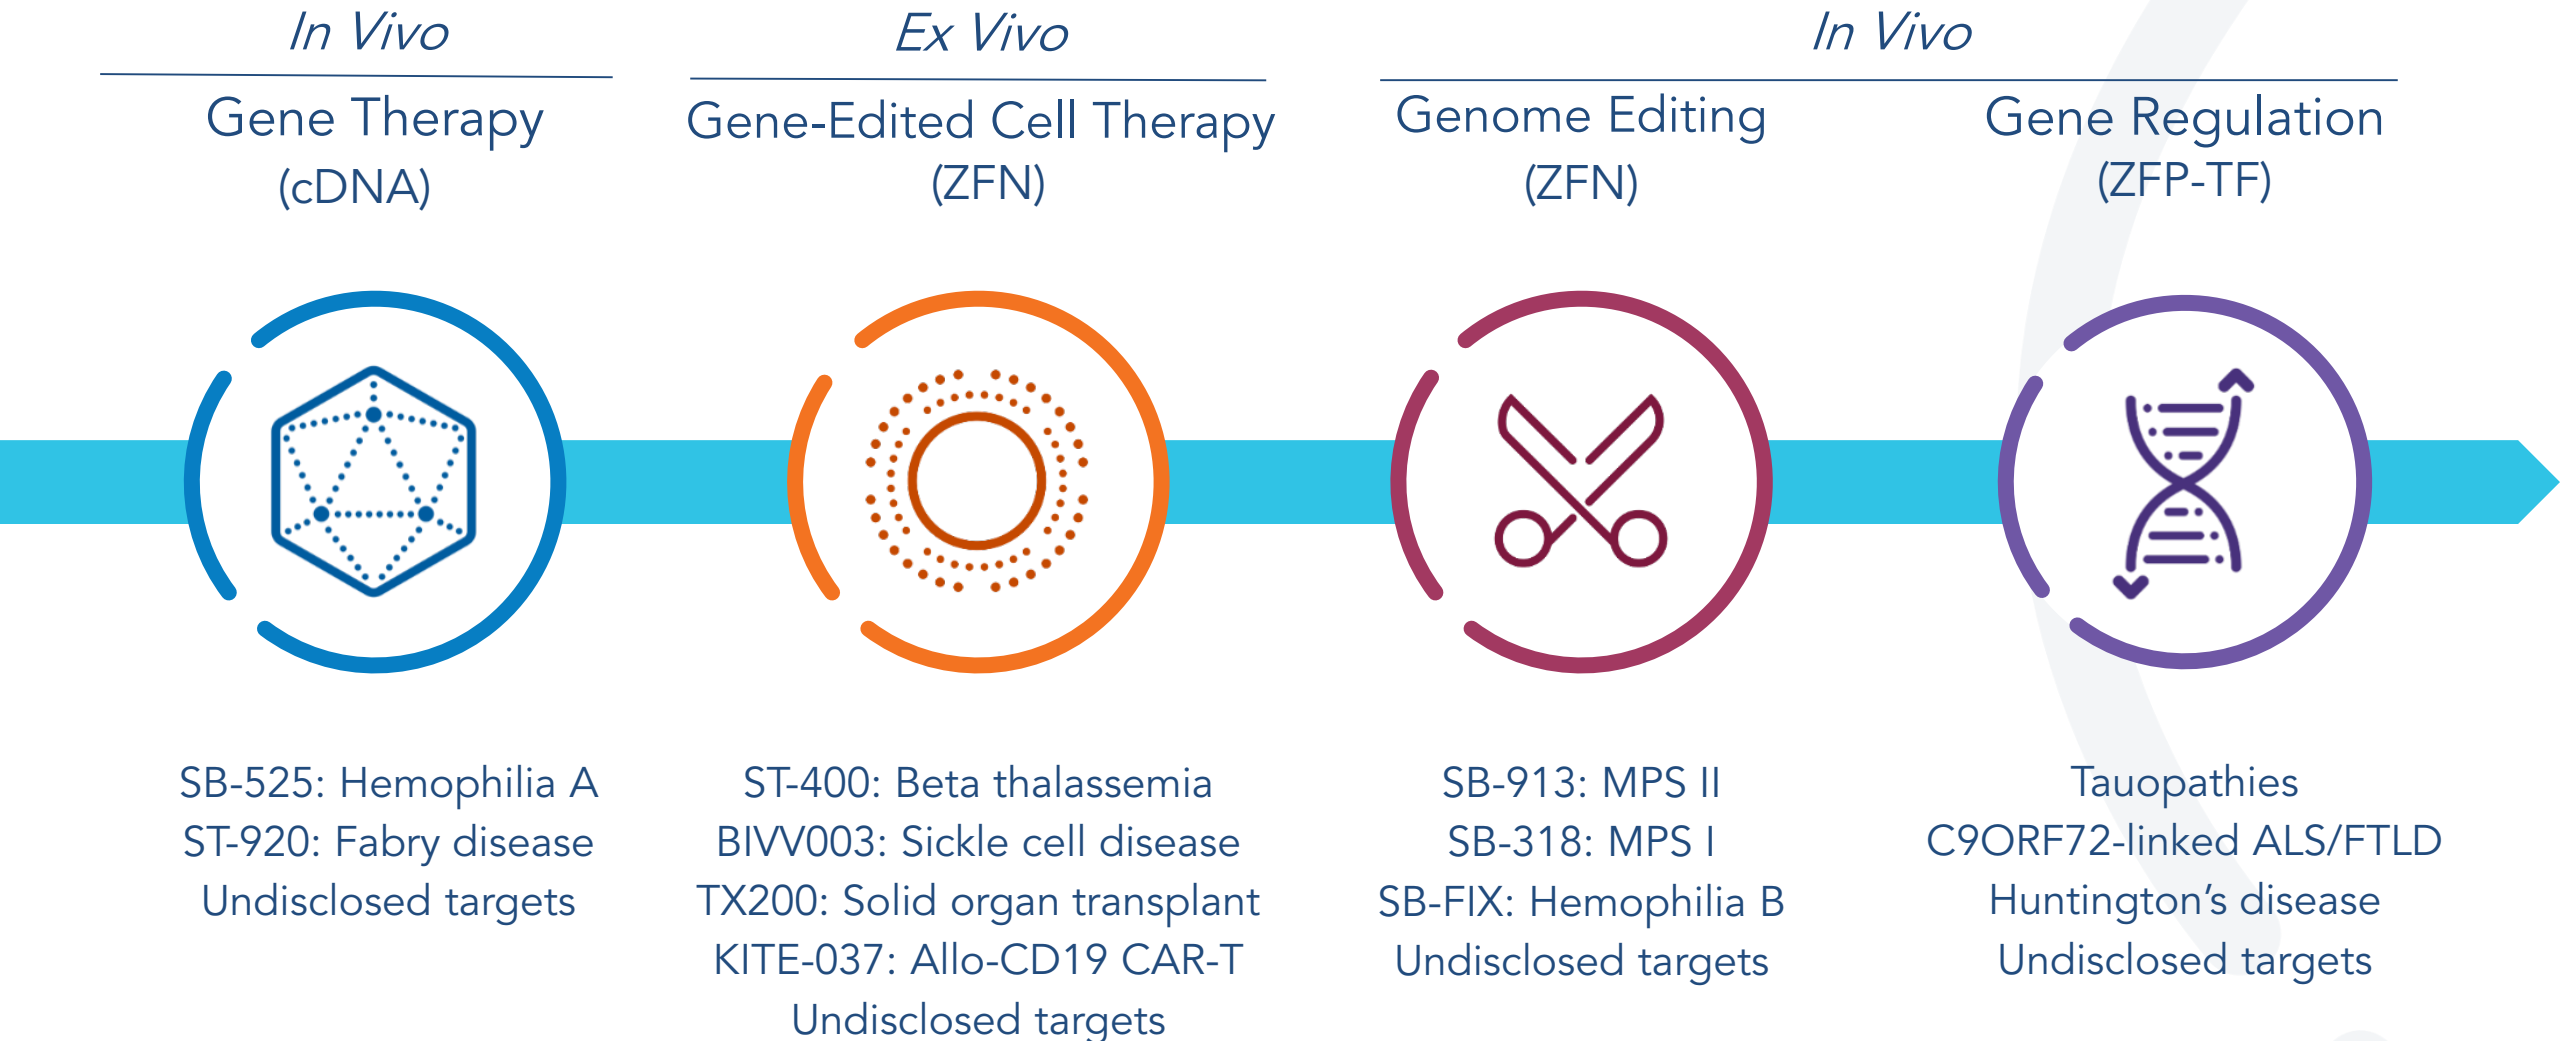 In Vivo
Gene Therapy
(cDNA)
SB-525: Hemophilia A
ST-920: Fabry disease
Undisclosed targets
Ex Vivo
Gene-Edited Cell Therapy
(ZFN)
ST-400: Beta thalassemia
BIVV003: Sickle cell disease
TX200: Solid organ transplant
KITE-037: Allo-CD19 CAR-T
Undisclosed targets
In Vivo
Genome Editing
(ZFN)
SB-913: MPS II
SB-318: MPS I
SB-FIX: Hemophilia B
Undisclosed targets
Gene Regulation
(ZFP-TF)
Tauopathies
C9ORF72-linked ALS/FTLD
Huntington’s disease
Undisclosed targets